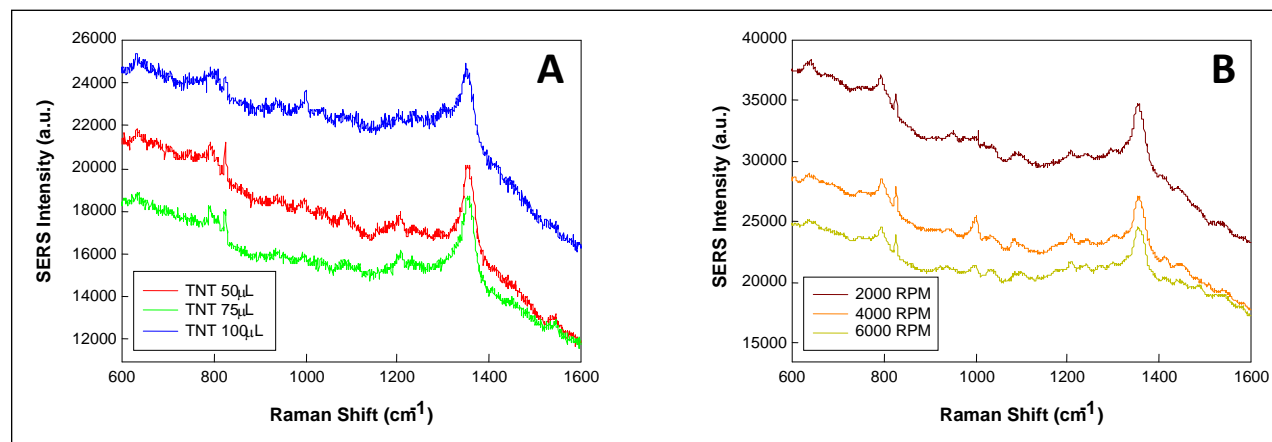 A
SERS Intensity (a.u.)
26000
24000
22000
20000
18000
16000
14000
12000
TNT 50µL
TNT 75µL
TNT 100µL
600 800 1000 1200 1400 1600
Raman Shift (cm-1)
B
SERS Intensity (a.u.)
40000
35000
30000
25000
20000
15000
2000 RPM
4000 RPM
6000 RPM
600 800 1000 1200 1400 1600
Raman Shift (cm-1)